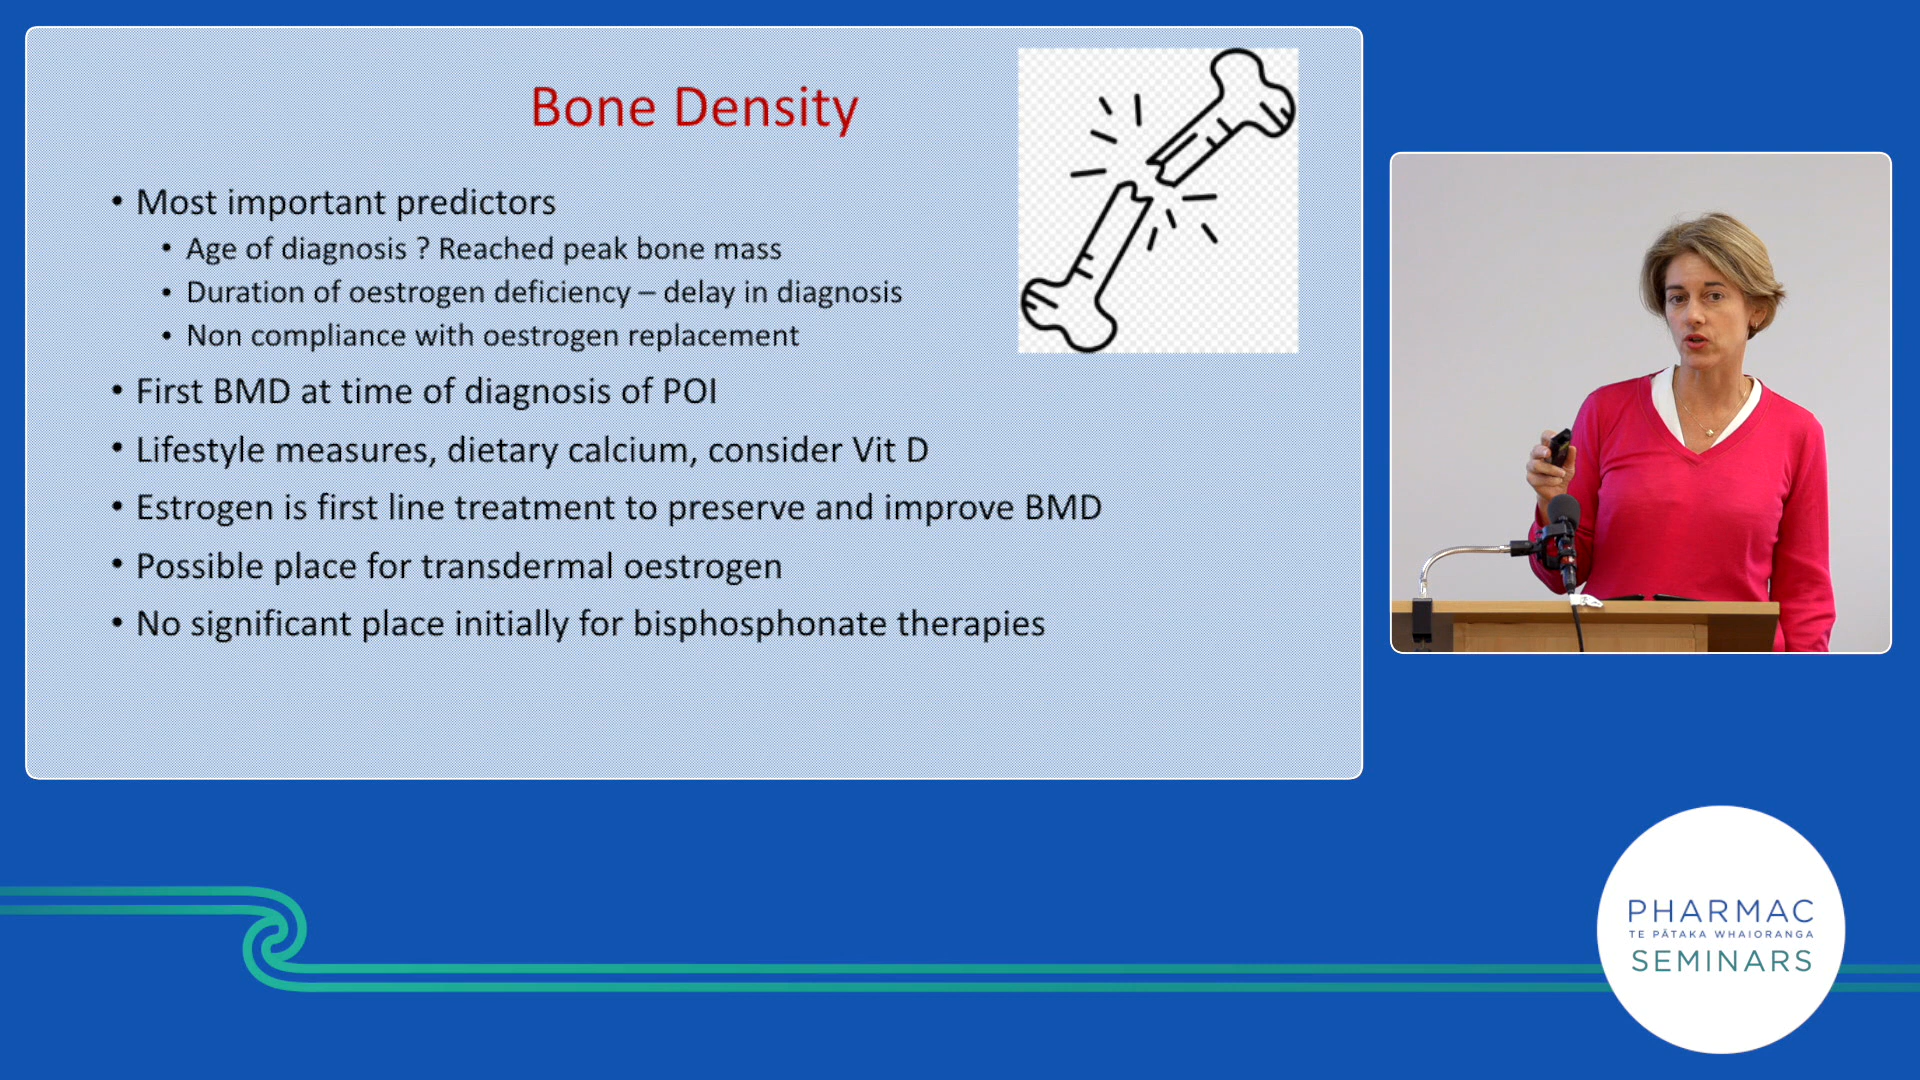 Bone Density
• Most important predictors
• Age of diagnosis ? Reached peak bone mass
• Duration of oestrogen deficiency – delay in diagnosis
• Non compliance with oestrogen replacement
• First BMD at time of diagnosis of POI
• Lifestyle measures, dietary calcium, consider Vit D
• Estrogen is first line treatment to preserve and improve BMD
• Possible place for transdermal oestrogen
• No significant place initially for bisphosphonate therapies
PHARMAC
TE PĀTAKA WHAIORANGA
SEMINARS